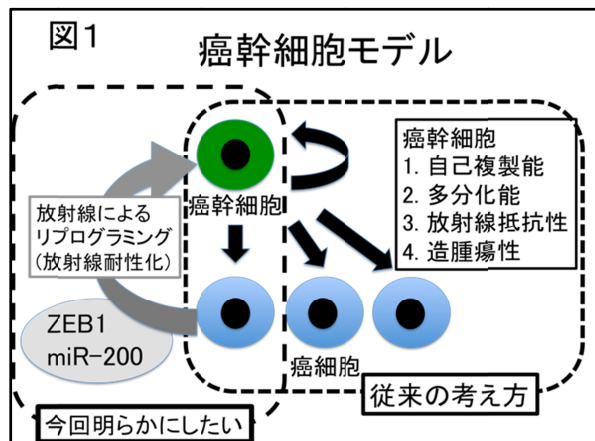 図1
癌幹細胞モデル
癌幹細胞
癌幹細胞
1. 自己複製能
2. 多分化能
3. 放射線抵抗性
4. 造腫瘍性
放射線による
リプログラミング
(放射線耐性化)
ZEB1
miR-200
癌細胞
従来の考え方
今回明らかにしたい